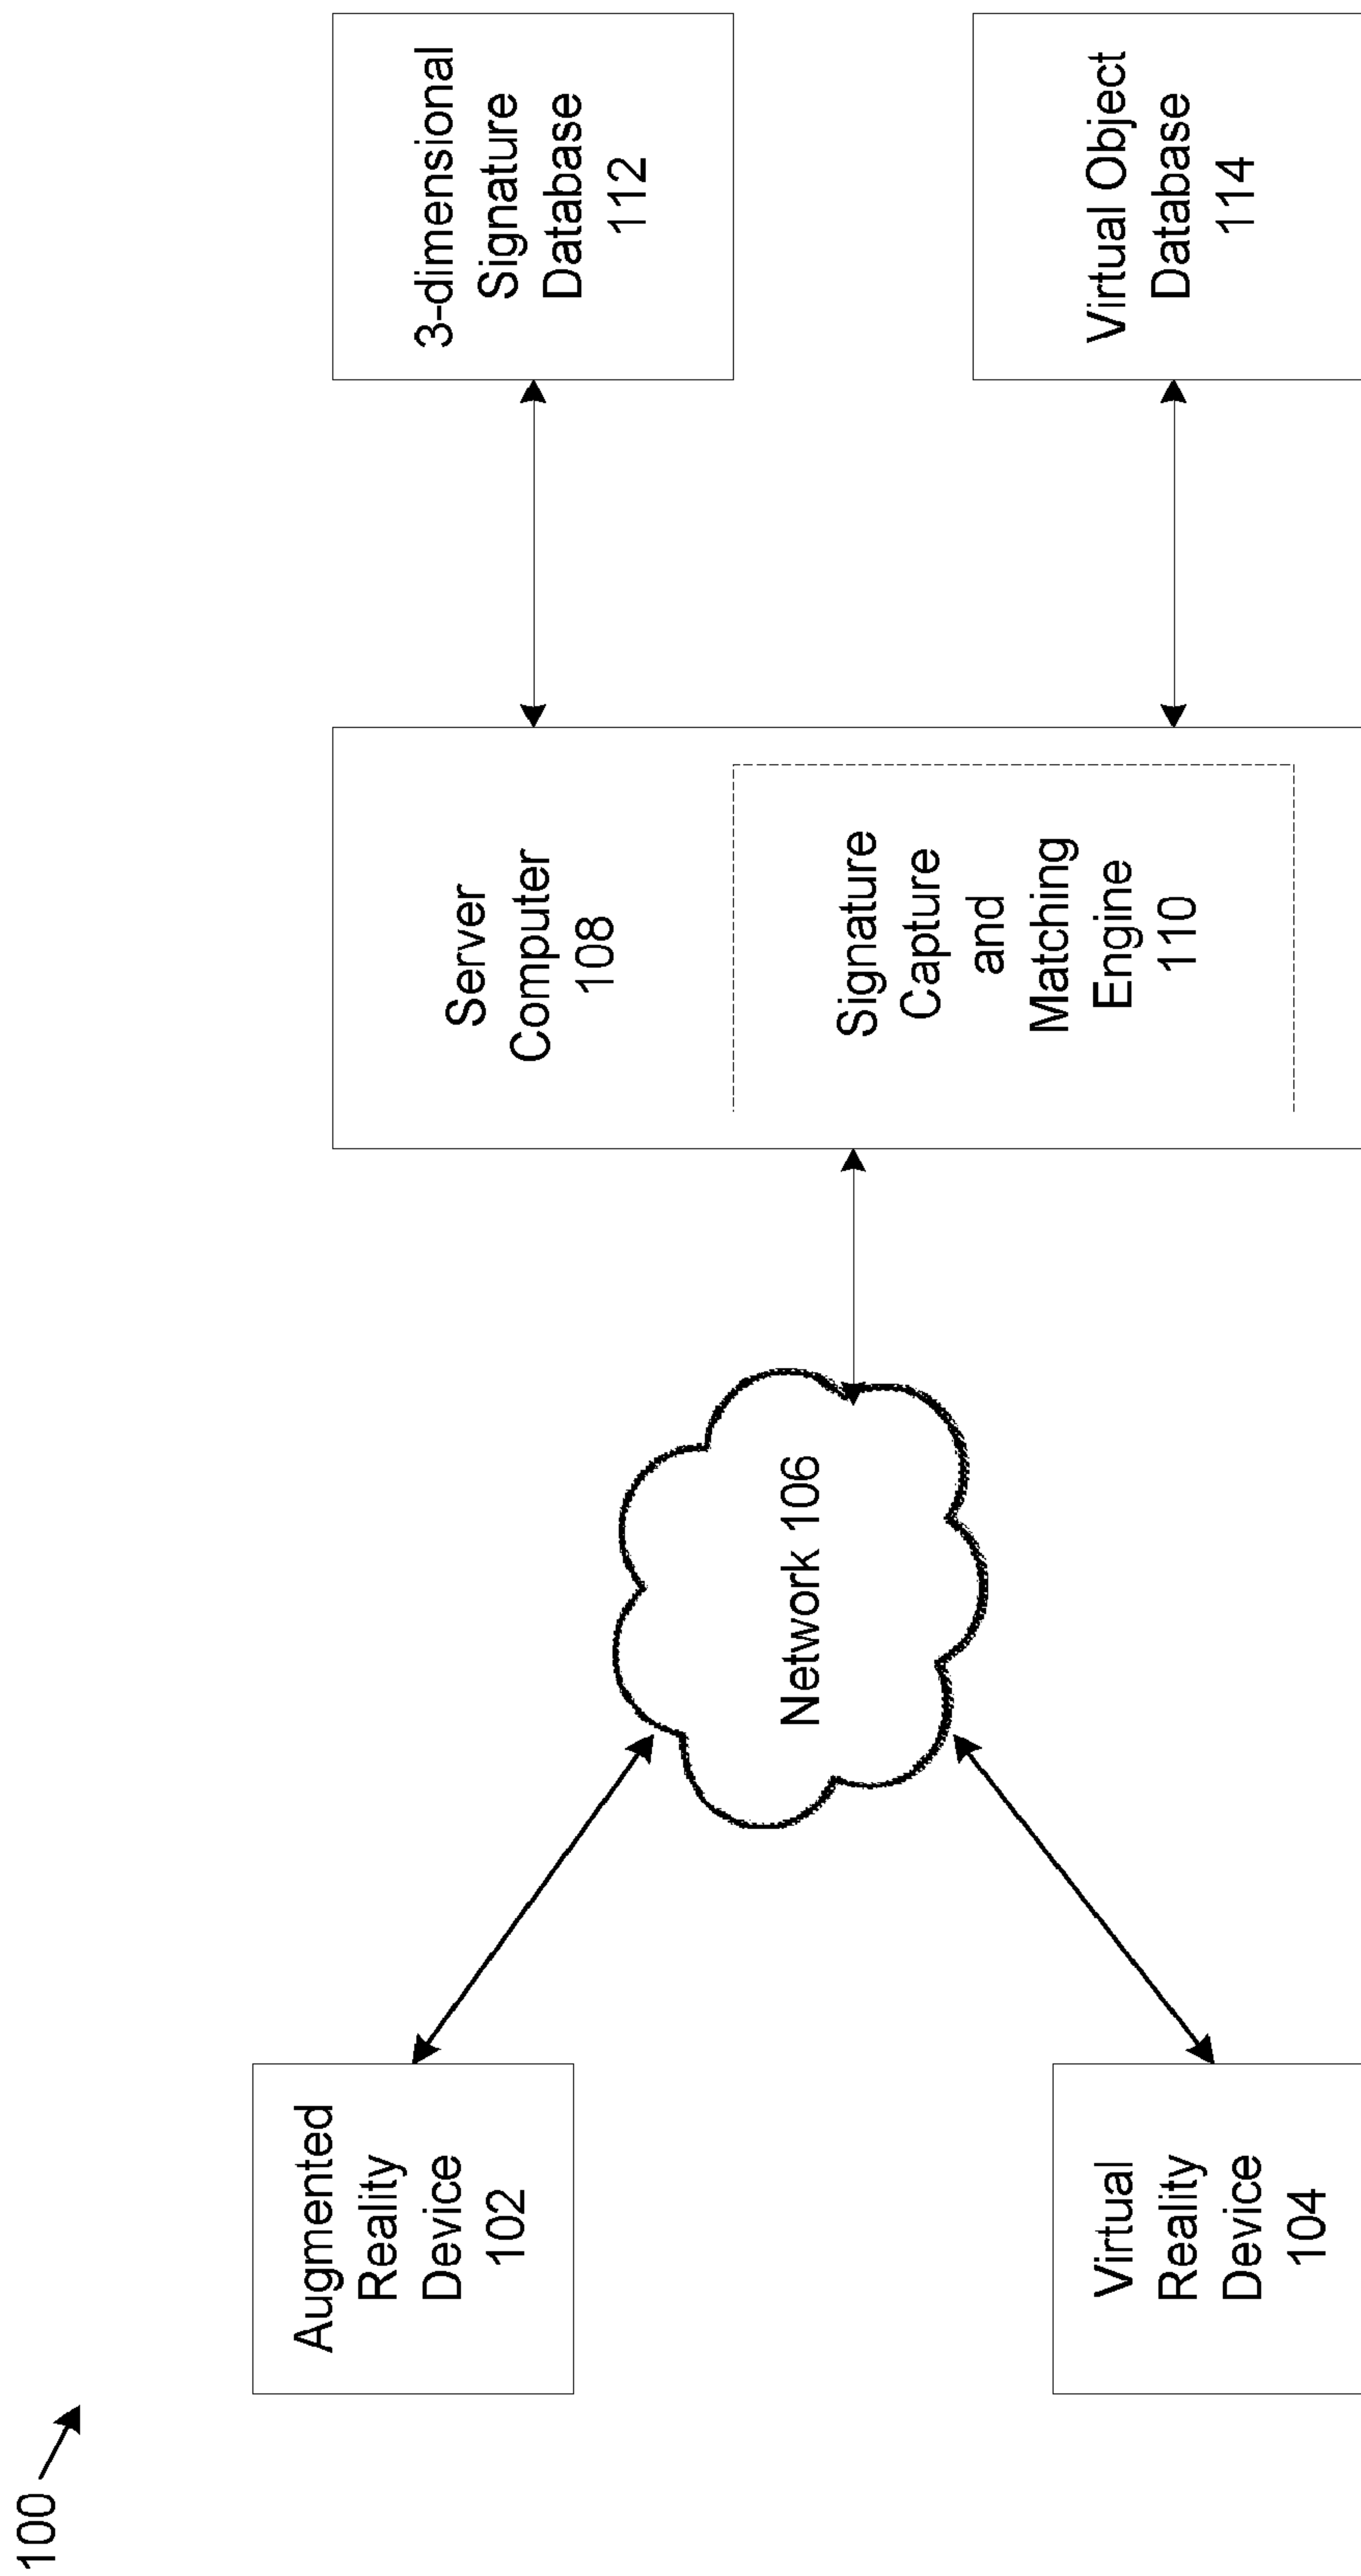 100
Augmented
Reality
Device
102
Virtual
Reality
Device
104
Network 106
Server
Computer
108
Signature
Capture
and
Matching
Engine
110
3-dimensional
Signature
Database
112
Virtual Object
Database
114